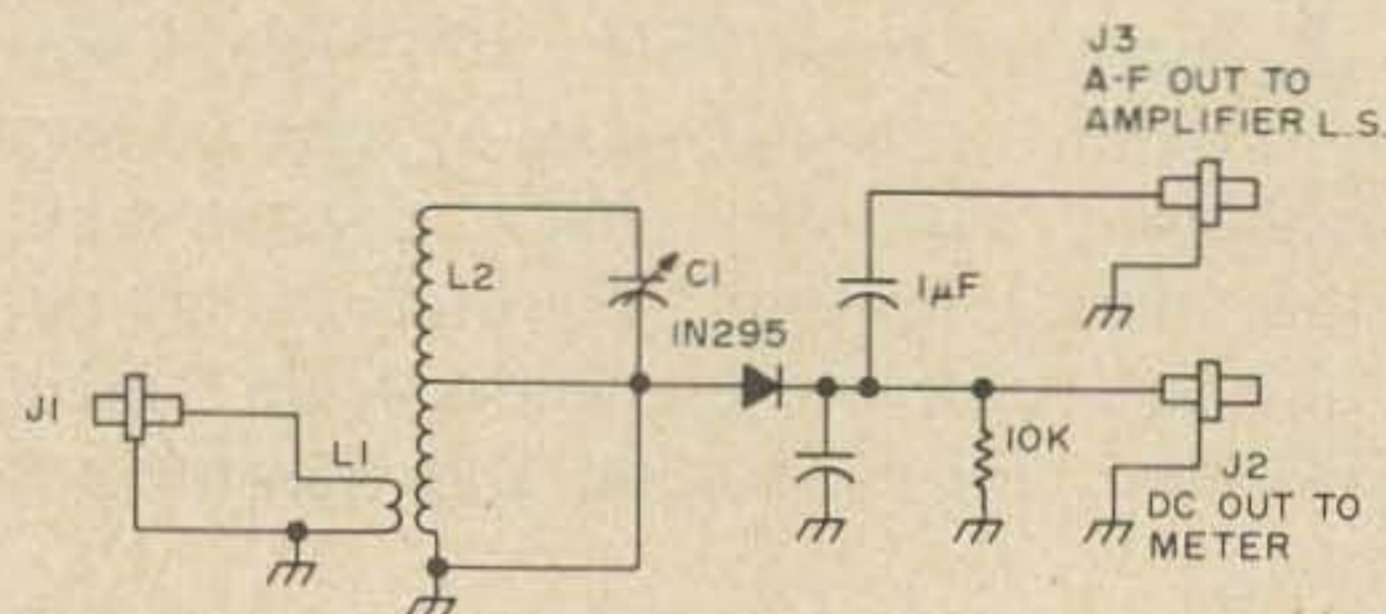 J3
A-F OUT TO
AMPLIFIER L.S.
L2
C1
1µF
1N295
J1
L1
10K
J2
DC OUT TO
METER